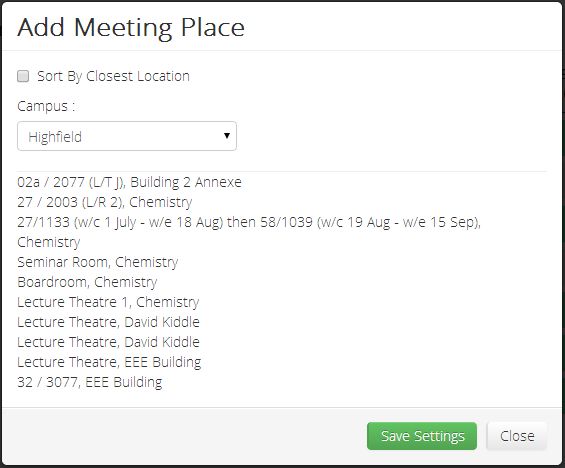 Add Meeting Place
Sort By Closest Location
Campus :
Highfield
02a / 2077 (L/T J), Building 2 Annexe
27 / 2003 (L/R 2), Chemistry
27/1133 (w/c 1 July - w/e 18 Aug) then 58/1039 (w/c 19 Aug - w/e 15 Sep),
Chemistry
Seminar Room, Chemistry
Boardroom, Chemistry
Lecture Theatre 1, Chemistry
Lecture Theatre, David Kiddle
Lecture Theatre, David Kiddle
Lecture Theatre, EEE Building
32 / 3077, EEE Building
Save Settings
Close